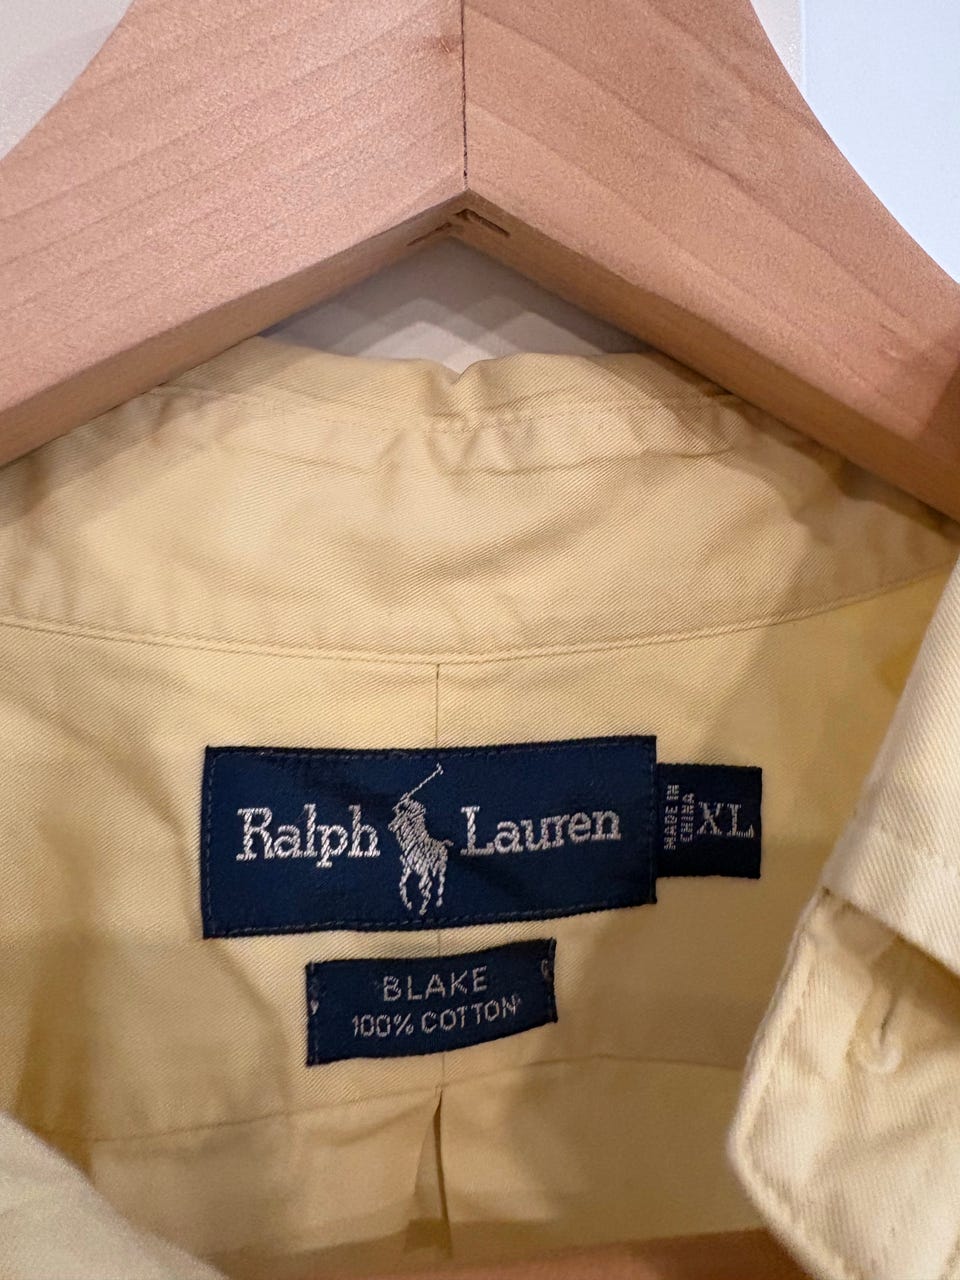 Ralph Lauren
MADE IN
CHINA
XL
BLAKE
100% COTTON